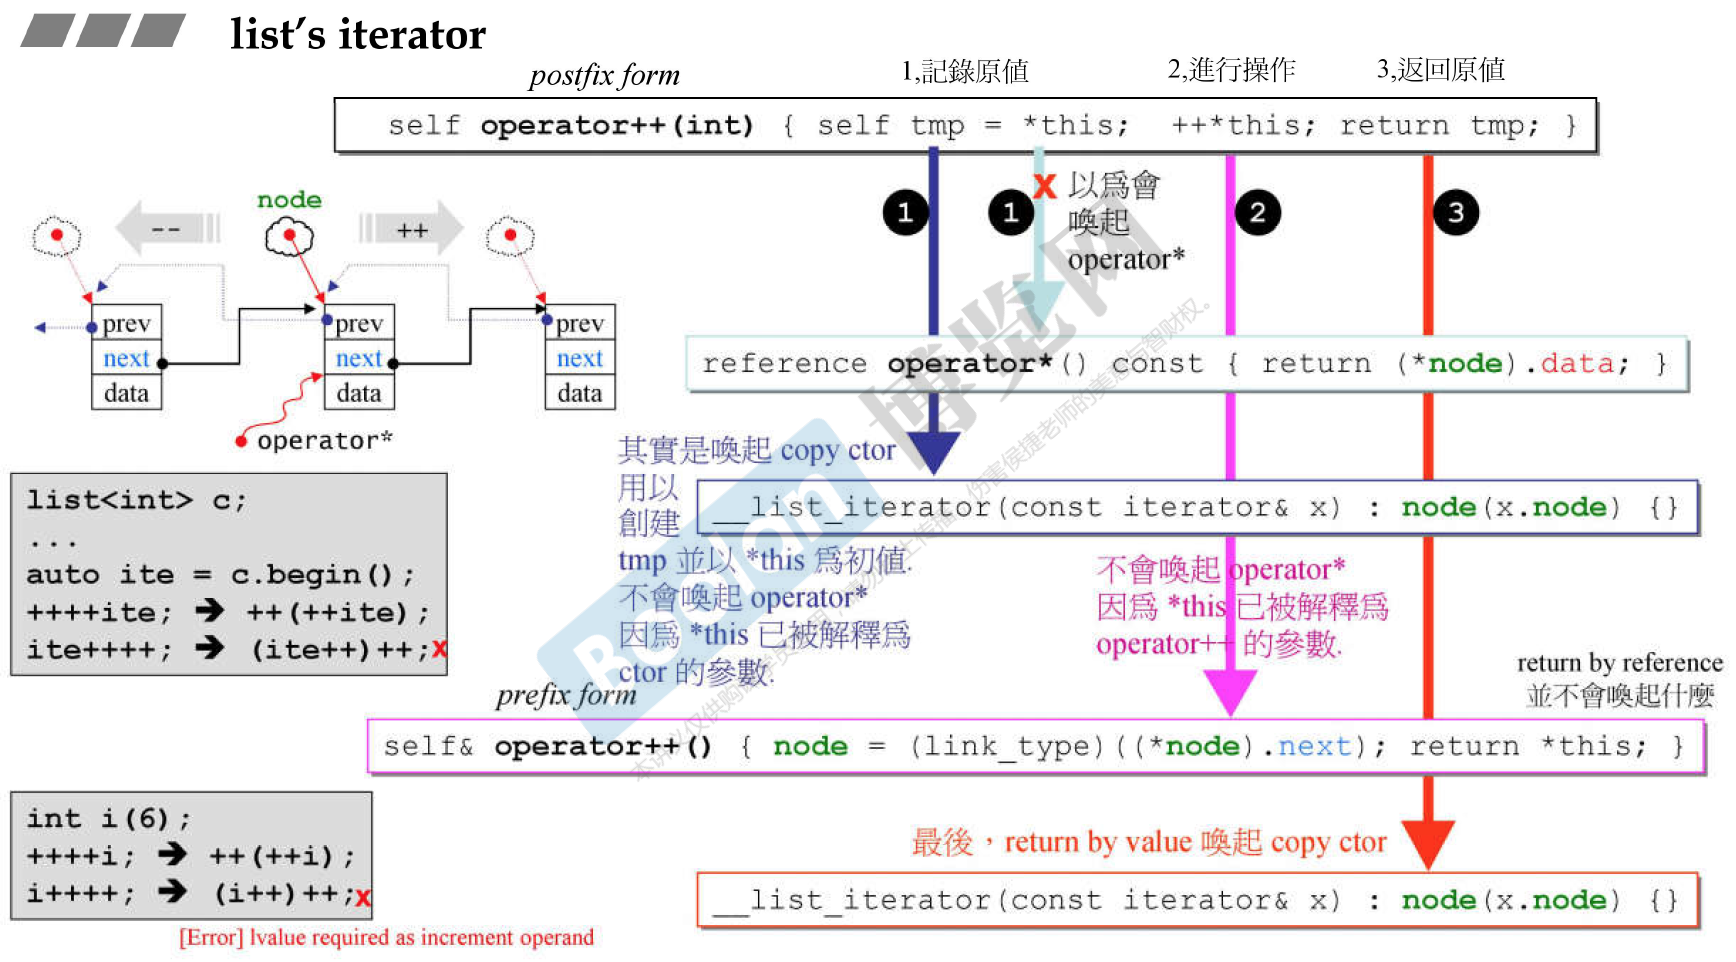 list’s iterator
postfix form
1,記錄原值
2,進行操作
3,返回原值
self operator++(int) { self tmp = *this; ++*this; return tmp; }
1
1
x
以爲會
喚起
operator*
2
3
node
--
++
prev
next
data
prev
next
data
prev
next
data
operator*
reference operator*() const { return (*node).data; }
其實是喚起 copy ctor
用以
創建
tmp 並以 *this 爲初值.
不會喚起 operator*
因爲 *this 已被解釋爲
ctor 的參數.
__list_iterator(const iterator& x) : node(x.node) {}
不會喚起 operator*
因爲 *this 已被解釋爲
operator++ 的參數.
list<int> c;
...
auto ite = c.begin();
++++ite; ➔ ++(++ite);
ite++++; ➔ (ite++)++;x
return by reference
並不會喚起什麼
prefix form
self& operator++() { node = (link_type)((*node).next); return *this; }
int i(6);
++++i; ➔ ++(++i);
i++++; ➔ (i++)++;x
[Error] lvalue required as increment operand
最後，return by value 喚起 copy ctor
__list_iterator(const iterator& x) : node(x.node) {}
Boolan
博览网